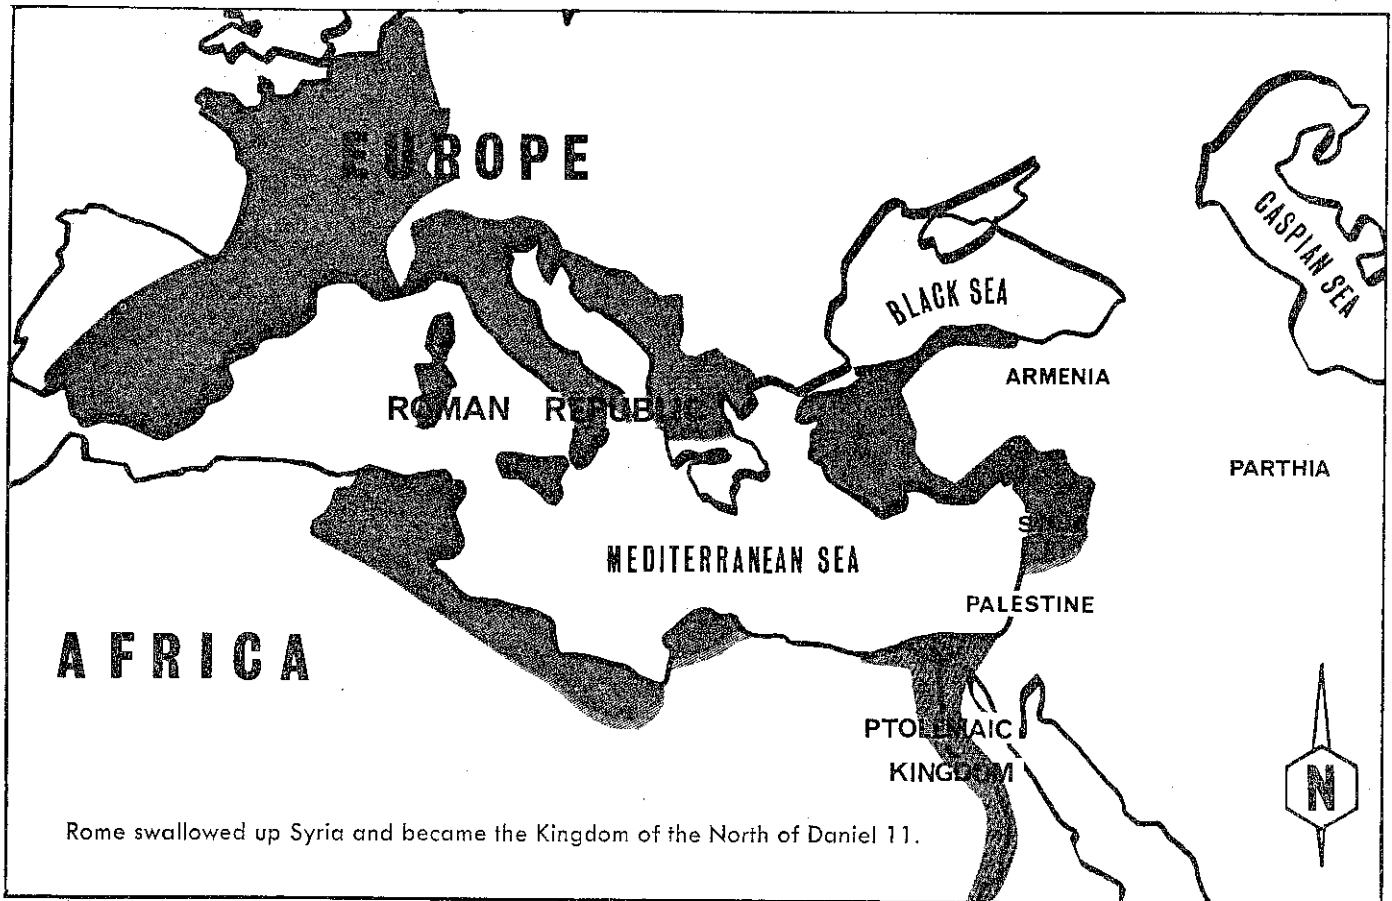 EUROPE
CASPIAN SEA
BLACK SEA
ARMENIA
ROMAN REPUBLIC
PARTHIA
MEDITERRANEAN SEA
PALESTINE
AFRICA
PTOLEMAIC
KINGDOM
N
Rome swallowed up Syria and became the Kingdom of the North of Daniel 11.